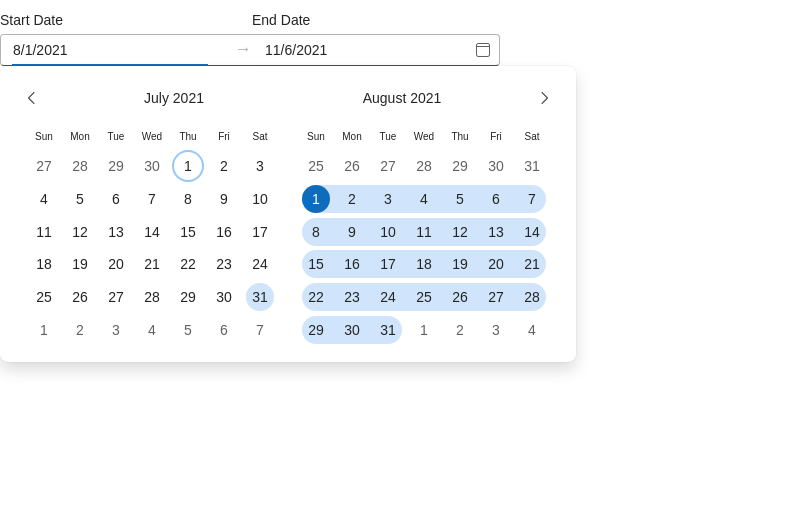 Start Date End Date
8/1/2021 → 11/6/2021
July 2021 August 2021
Sun Mon Tue Wed Thu Fri Sat Sun Mon Tue Wed Thu Fri Sat
27 28 29 30 1 2 3 25 26 27 28 29 30 31
4 5 6 7 8 9 10 1 2 3 4 5 6 7
11 12 13 14 15 16 17 8 9 10 11 12 13 14
18 19 20 21 22 23 24 15 16 17 18 19 20 21
25 26 27 28 29 30 31 22 23 24 25 26 27 28
1 2 3 4 5 6 7 29 30 31 1 2 3 4